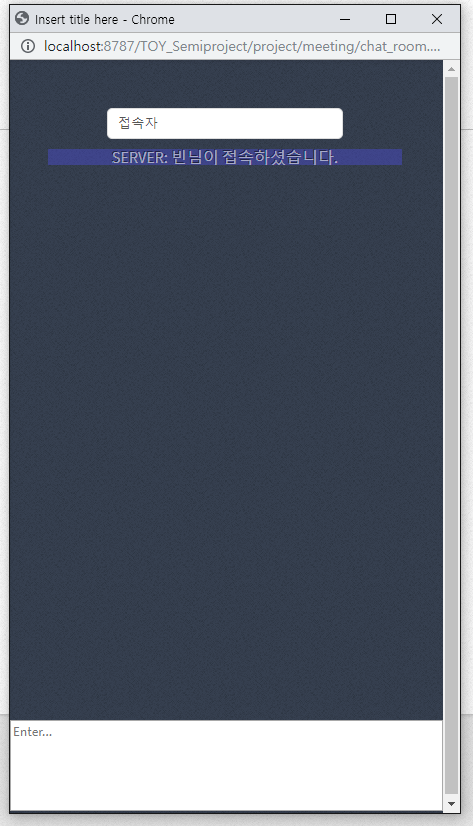 Insert title here - Chrome
localhost:8787/TOY_Semiproject/project/meeting/chat_room....
접속자
SERVER: 빈님이 접속하셨습니다.
Enter...